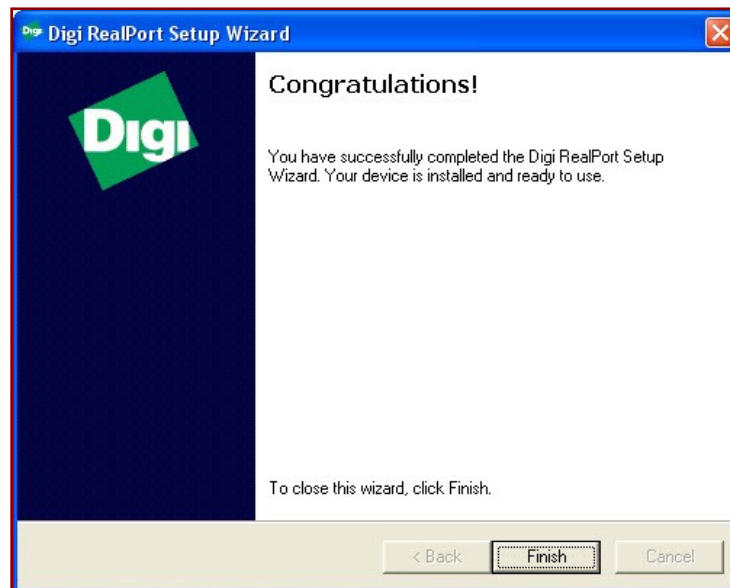 Digi Digi RealPort Setup Wizard
Congratulations!
Digi
You have successfully completed the Digi RealPort Setup
Wizard. Your device is installed and ready to use.
To close this wizard, click Finish.
< Back Finish Cancel